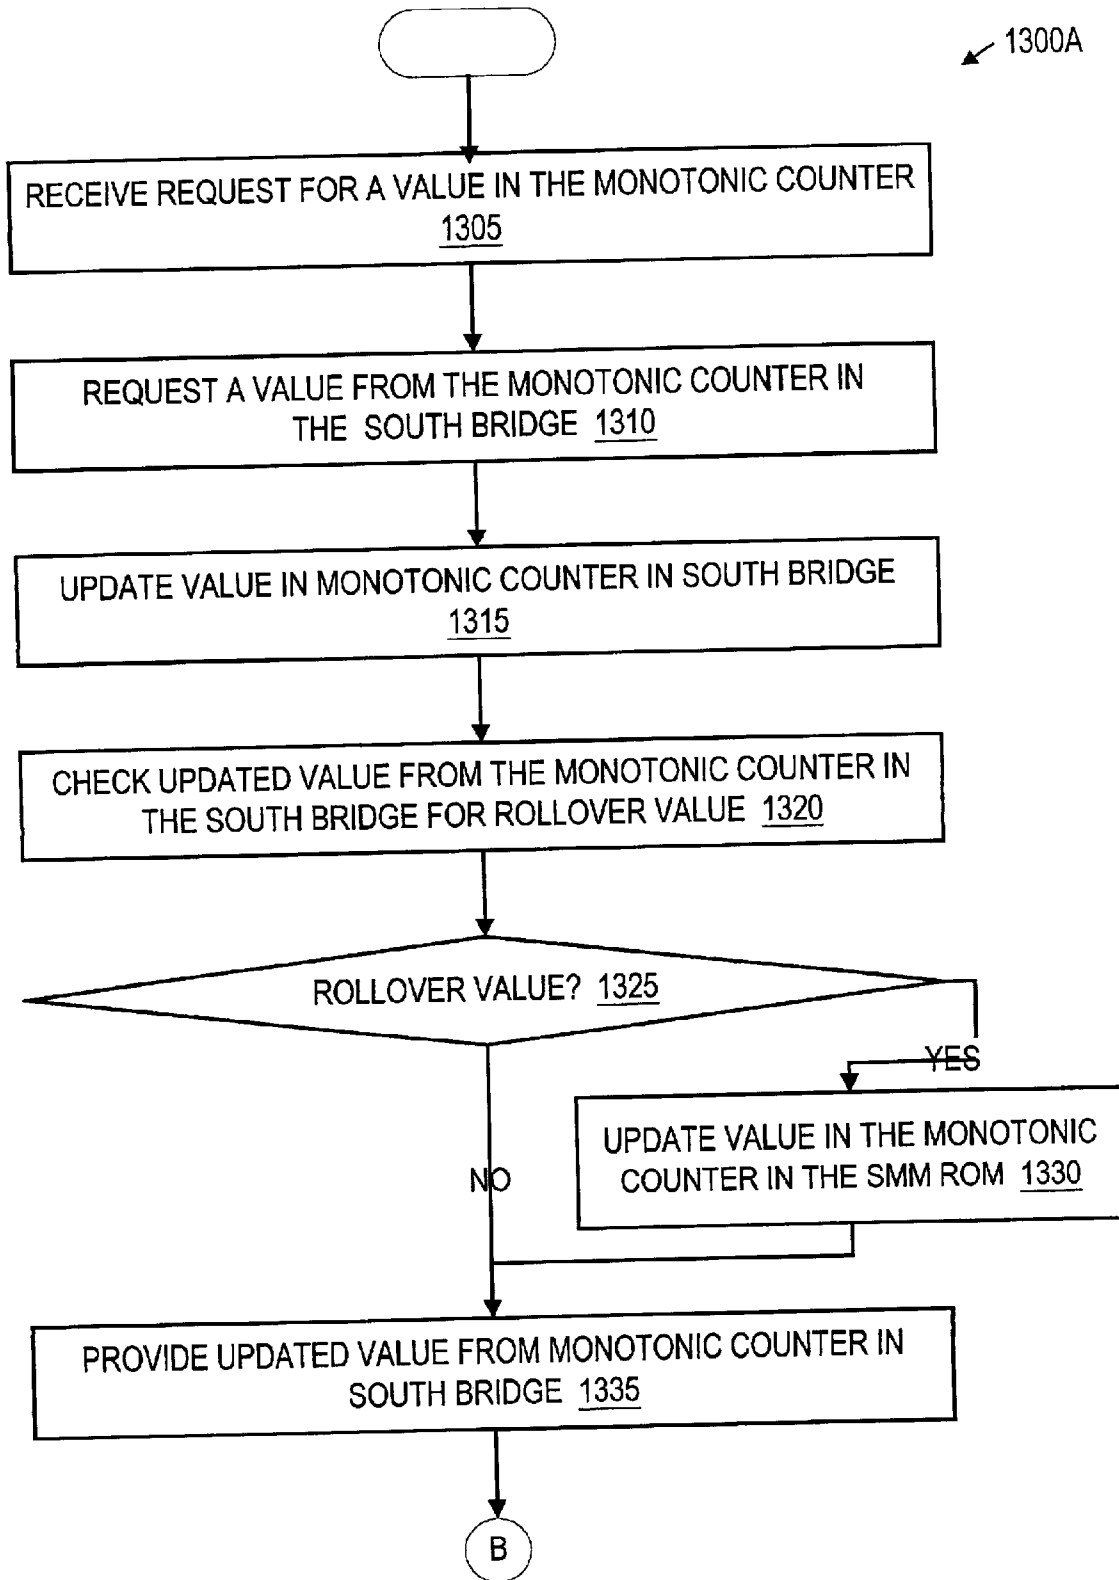 1300A
RECEIVE REQUEST FOR A VALUE IN THE MONOTONIC COUNTER
1305
REQUEST A VALUE FROM THE MONOTONIC COUNTER IN
THE SOUTH BRIDGE 1310
UPDATE VALUE IN MONOTONIC COUNTER IN SOUTH BRIDGE
1315
CHECK UPDATED VALUE FROM THE MONOTONIC COUNTER IN
THE SOUTH BRIDGE FOR ROLLOVER VALUE 1320
ROLLOVER VALUE? 1325
YES
UPDATE VALUE IN THE MONOTONIC
COUNTER IN THE SMM ROM 1330
NO
PROVIDE UPDATED VALUE FROM MONOTONIC COUNTER IN
SOUTH BRIDGE 1335
B